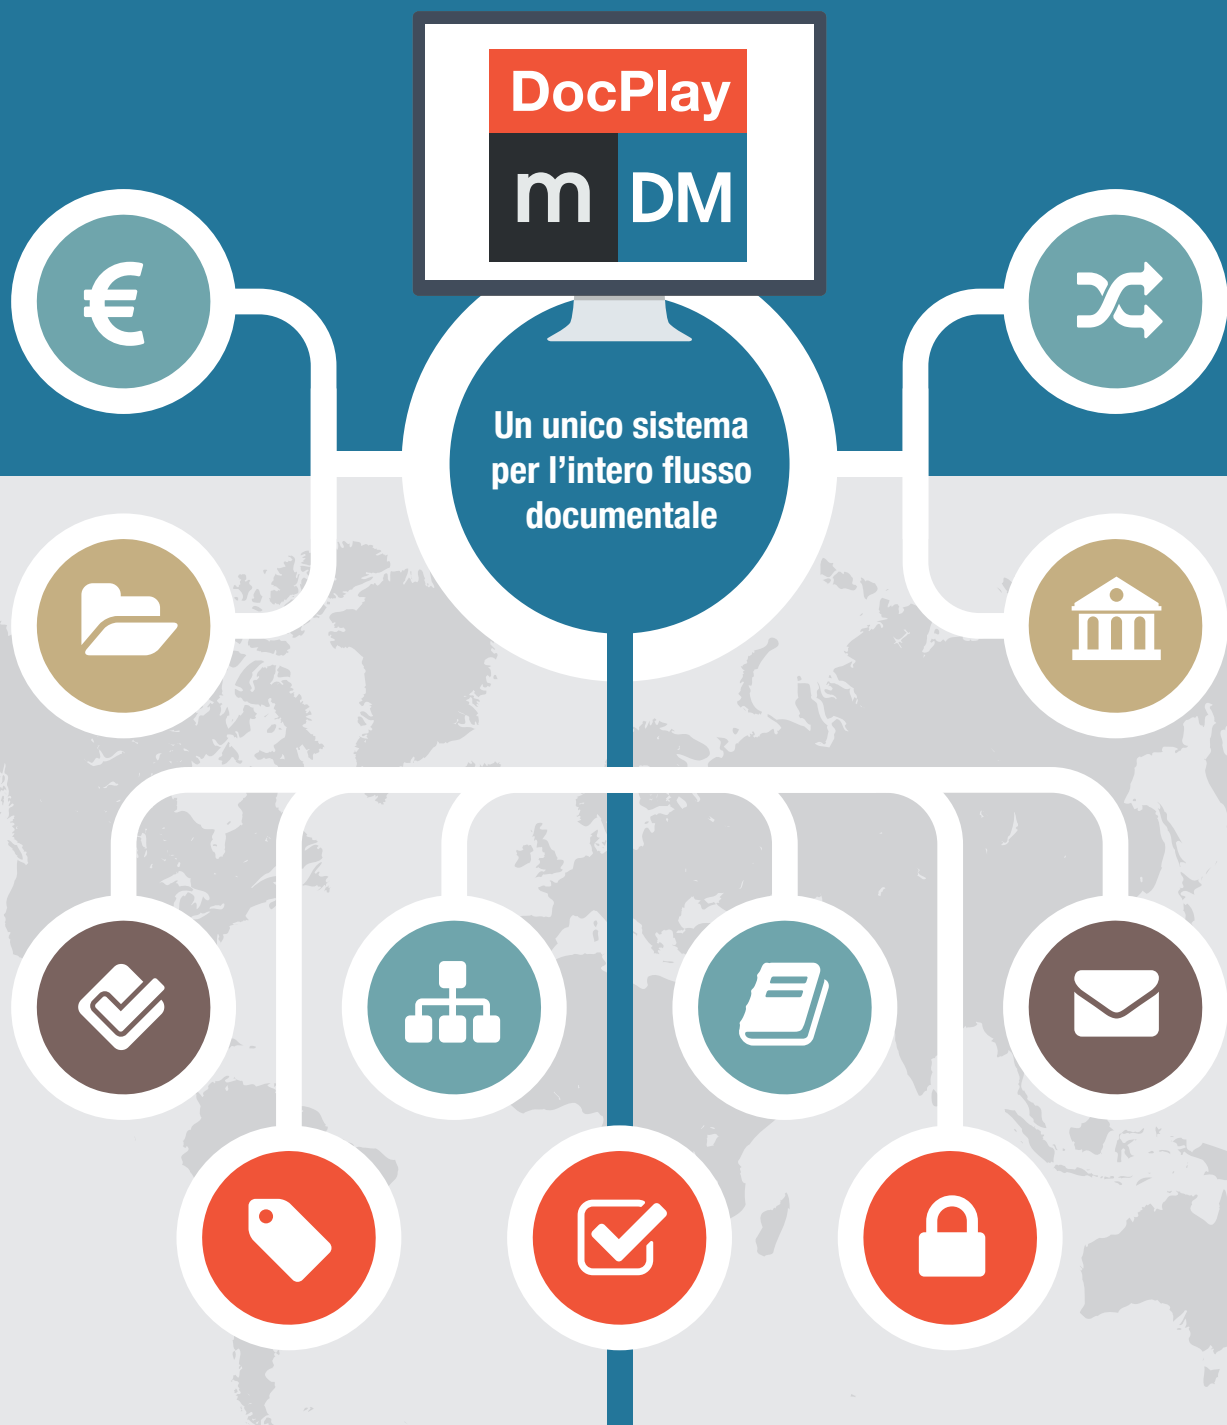 DocPlay
m DM
Un unico sistema
per l’intero flusso
documentale